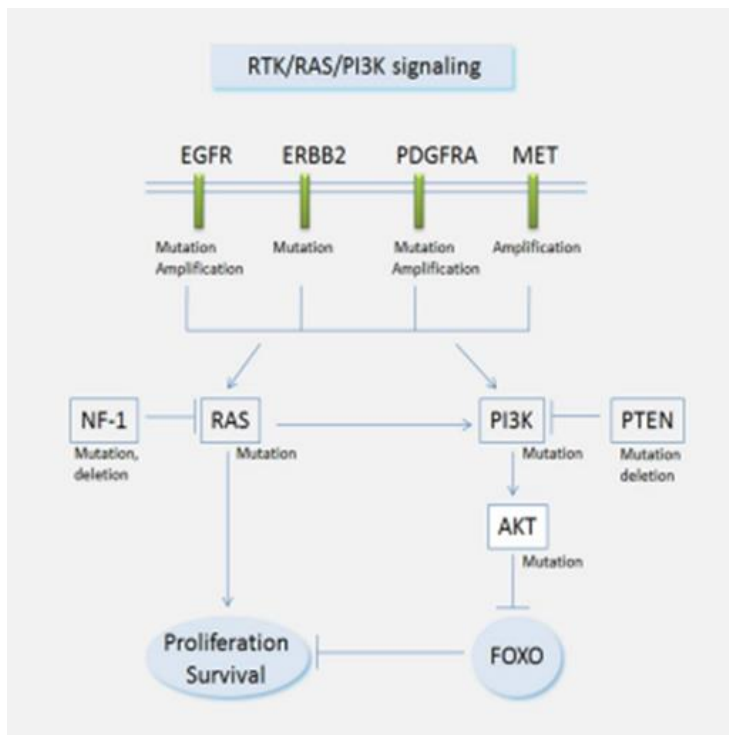 RTK/RAS/PI3K signaling
EGFR
ERBB2
PDGFRA
MET
Mutation
Amplification
Mutation
Mutation
Amplification
Amplification
NF-1
RAS
PI3K
PTEN
Mutation,
deletion
Mutation
Mutation
Mutation
deletion
AKT
Mutation
Proliferation
Survival
FOXO